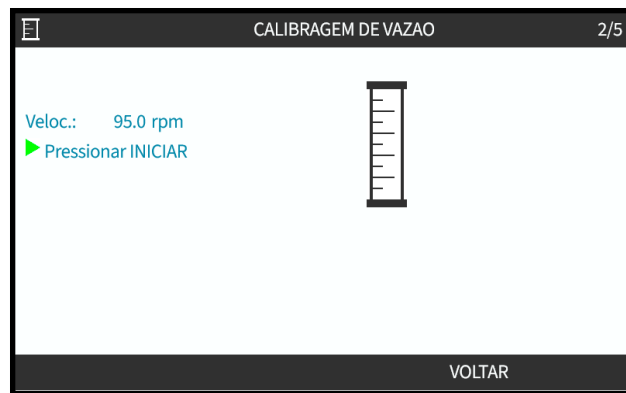 CALIBRAGEM DE VAZAO 2/5
Veloc.: 95.0 rpm
Pressionar INICIAR
VOLTAR